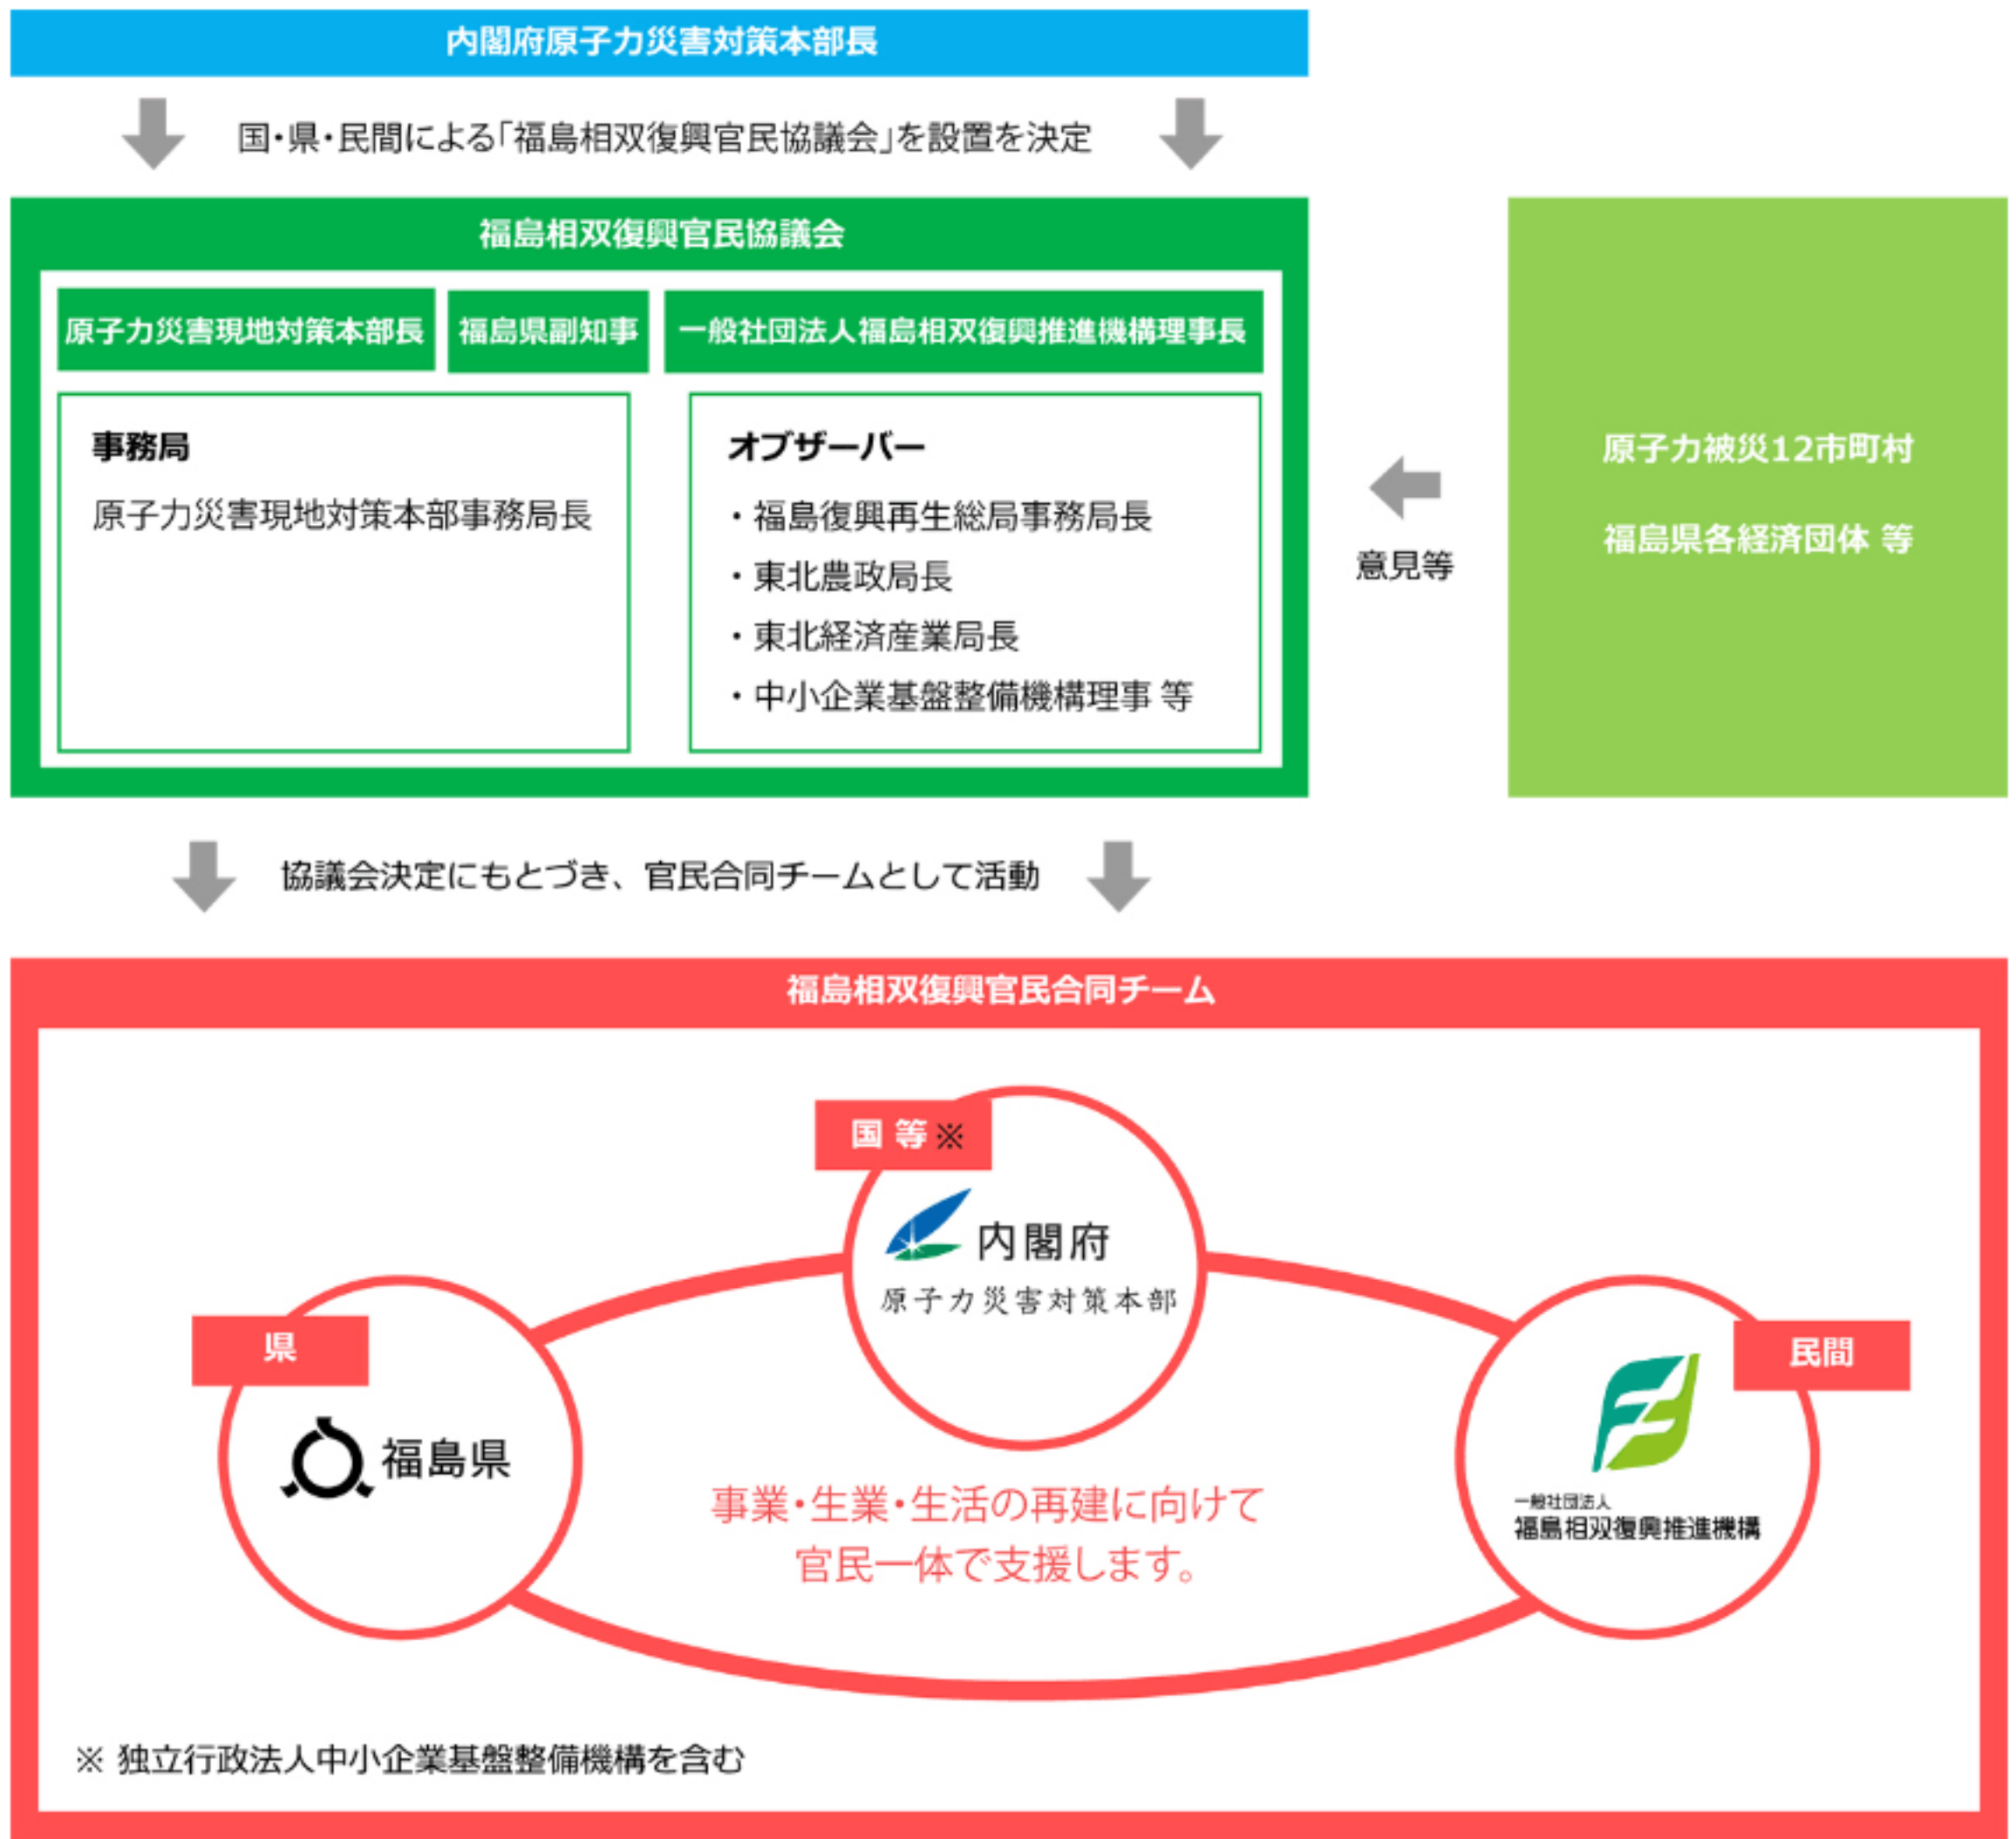 内閣府原子力災害対策本部長
国・県・民間による「福島相双復興官民協議会」を設置を決定
福島相双復興官民協議会
原子力災害現地対策本部長
福島県副知事
一般社団法人福島相双復興推進機構理事長
事務局
原子力災害現地対策本部事務局長
オブザーバー
・福島復興再生総局事務局長
・東北農政局長
・東北経済産業局長
・中小企業基盤整備機構理事 等
意見等
原子力被災12市町村
福島県各経済団体 等
協議会決定にもとづき、官民合同チームとして活動
福島相双復興官民合同チーム
国 等 ※
内閣府
原子力災害対策本部
県
福島県
民間
一般社団法人
福島相双復興推進機構
事業・生業・生活の再建に向けて
官民一体で支援します。
※ 独立行政法人中小企業基盤整備機構を含む